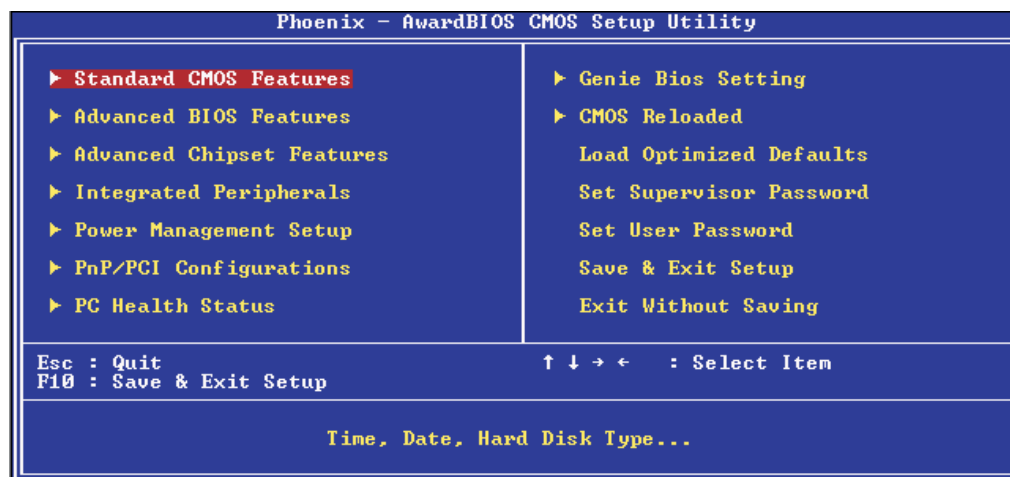 Phoenix - AwardBIOS CMOS Setup Utility
► Standard CMOS Features
► Advanced BIOS Features
► Advanced Chipset Features
► Integrated Peripherals
► Power Management Setup
► PnP/PCI Configurations
► PC Health Status
► Genie Bios Setting
► CMOS Reloaded
Load Optimized Defaults
Set Supervisor Password
Set User Password
Save & Exit Setup
Exit Without Saving
Esc : Quit
F10 : Save & Exit Setup
↑ ↓ → ← : Select Item
Time, Date, Hard Disk Type...